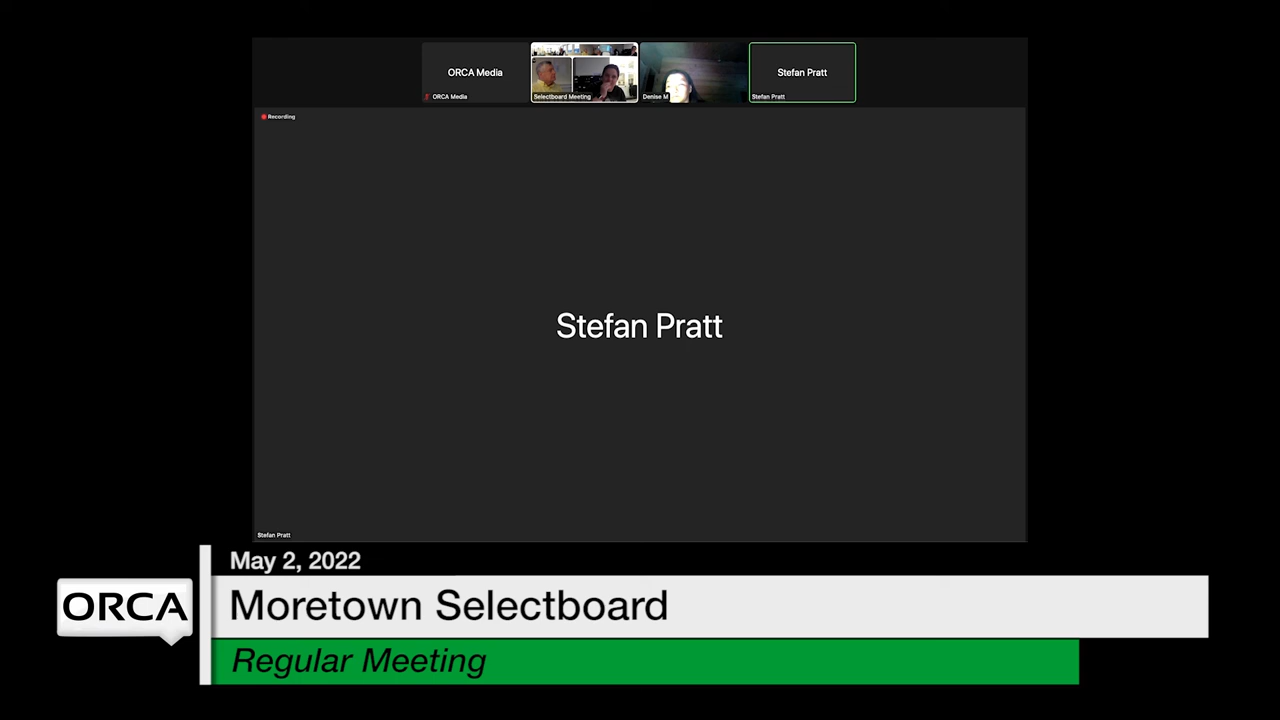 ORCA Media
Stefan Pratt
ORCA Media
Selectboard Meeting
Denise M
Stefan Pratt
Recording
Stefan Pratt
Stefan Pratt
May 2, 2022
ORCA
Moretown Selectboard
Regular Meeting